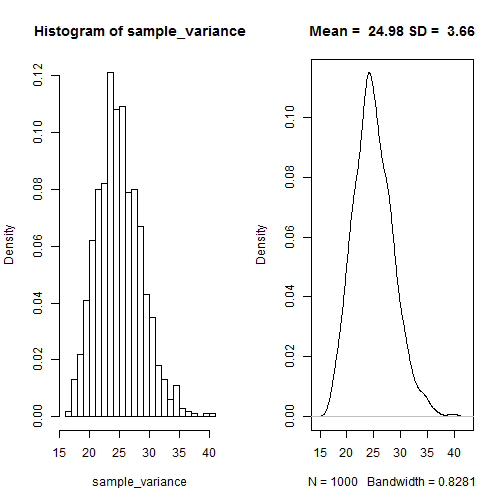 Histogram of sample_variance
Density
0.00 0.02 0.04 0.06 0.08 0.10 0.12
15 20 25 30 35 40
sample_variance
Mean =  24.98 SD =  3.66
Density
0.00 0.02 0.04 0.06 0.08 0.10
15 20 25 30 35 40
N = 1000   Bandwidth = 0.8281